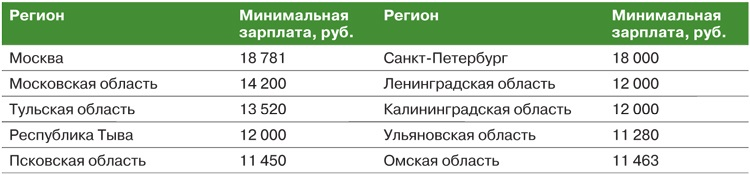 Регион Минимальная зарплата, руб. Регион Минимальная зарплата, руб.
Москва 18 781 Санкт-Петербург 18 000
Московская область 14 200 Ленинградская область 12 000
Тульская область 13 520 Калининградская область 12 000
Республика Тыва 12 000 Ульяновская область 11 280
Псковская область 11 450 Омская область 11 463